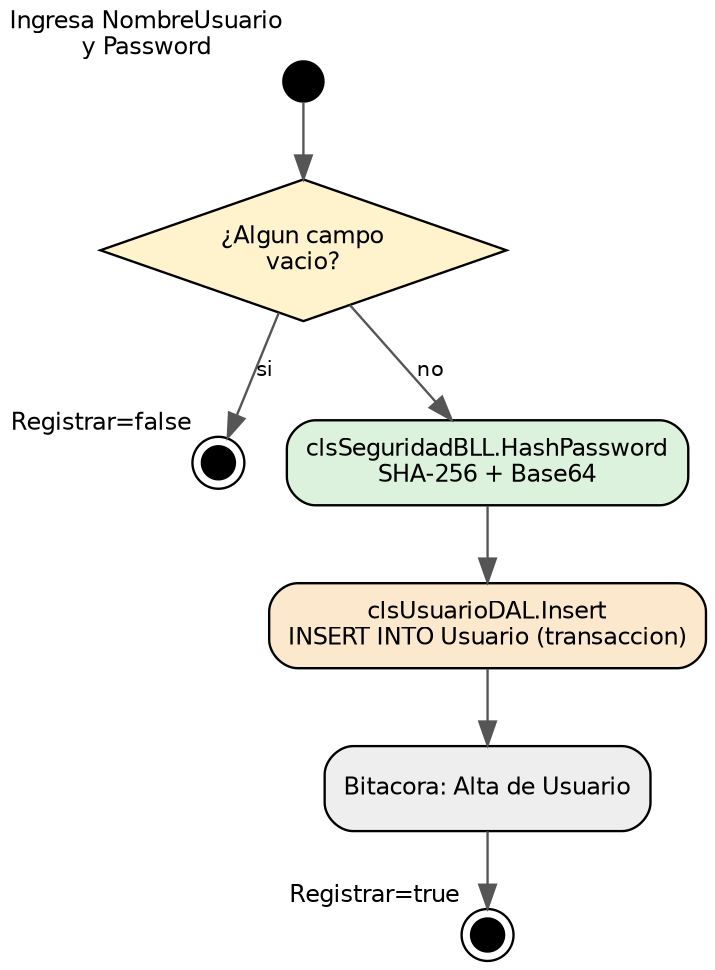 Ingresa NombreUsuario
y Password
¿Algun campo
vacio?
si
no
Registrar=false
clsSeguridadBLL.HashPassword
SHA-256 + Base64
clsUsuarioDAL.Insert
INSERT INTO Usuario (transaccion)
Bitacora: Alta de Usuario
Registrar=true